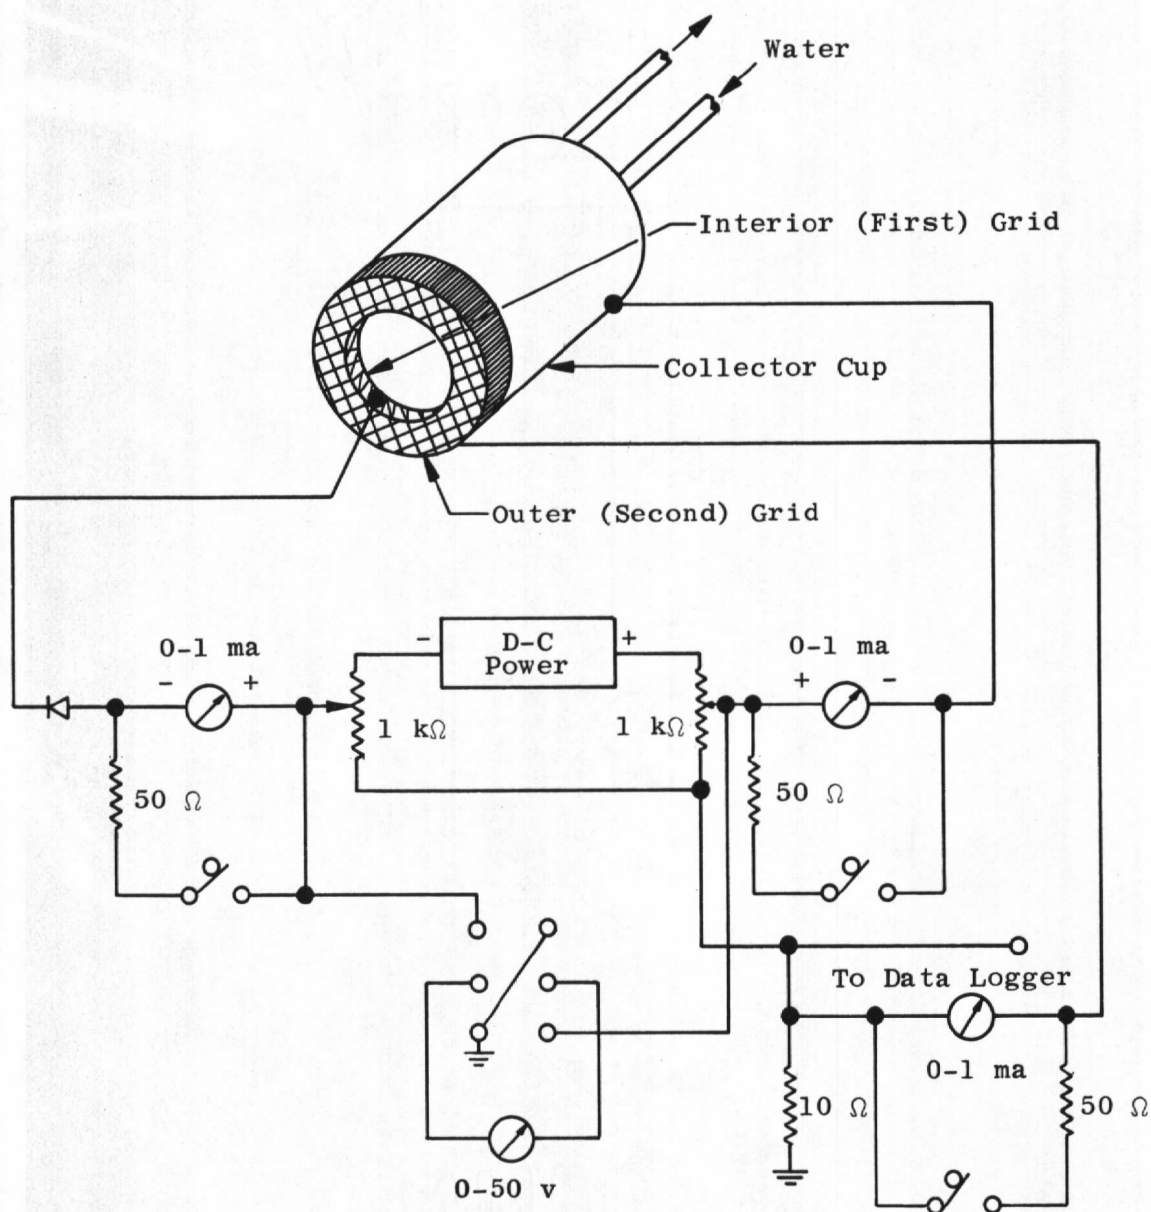 Water
Interior (First) Grid
Collector Cup
Outer (Second) Grid
0-1 ma
- +
- D-C +
Power
0-1 ma
+ -
1 kΩ
1 kΩ
50 Ω
50 Ω
To Data Logger
0-1 ma
10 Ω
50 Ω
0-50 v